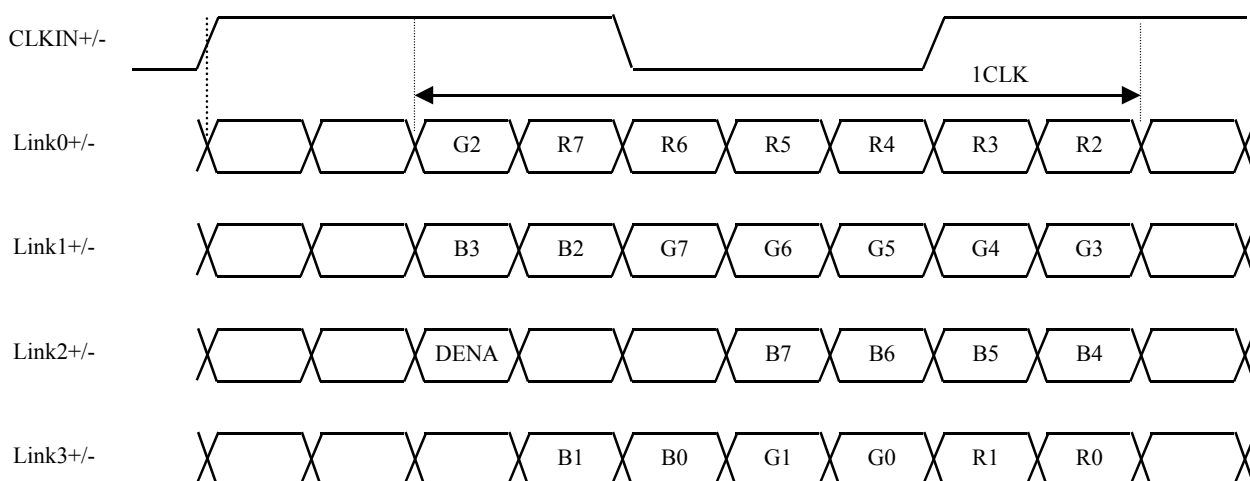 CLKIN+/-
1CLK
Link0+/- G2 R7 R6 R5 R4 R3 R2
Link1+/- B3 B2 G7 G6 G5 G4 G3
Link2+/- DENA B7 B6 B5 B4
Link3+/- B1 B0 G1 G0 R1 R0